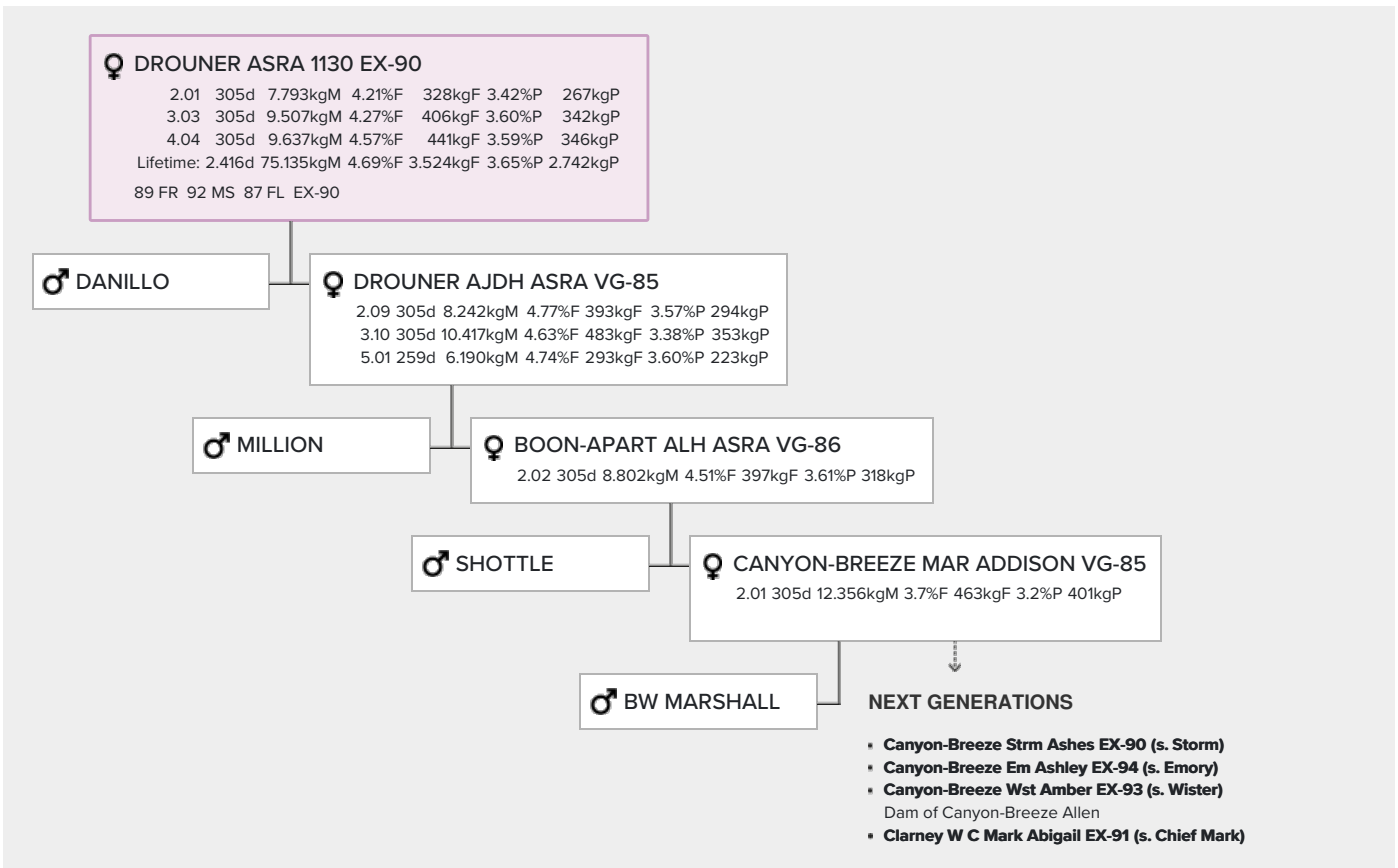 DROUNER ASRA 1130 EX-90
2.01 305d 7.793kgM 4.21%F 328kgF 3.42%P 267kgP
3.03 305d 9.507kgM 4.27%F 406kgF 3.60%P 342kgP
4.04 305d 9.637kgM 4.57%F 441kgF 3.59%P 346kgP
Lifetime: 2.416d 75.135kgM 4.69%F 3.524kgF 3.65%P 2.742kgP
89 FR 92 MS 87 FL EX-90
DANILLO
DROUNER AJDH ASRA VG-85
2.09 305d 8.242kgM 4.77%F 393kgF 3.57%P 294kgP
3.10 305d 10.417kgM 4.63%F 483kgF 3.38%P 353kgP
5.01 259d 6.190kgM 4.74%F 293kgF 3.60%P 223kgP
MILLION
BOON-APART ALH ASRA VG-86
2.02 305d 8.802kgM 4.51%F 397kgF 3.61%P 318kgP
SHOTTLE
CANYON-BREEZE MAR ADDISON VG-85
2.01 305d 12.356kgM 3.7%F 463kgF 3.2%P 401kgP
BW MARSHALL
NEXT GENERATIONS
• Canyon-Breeze Strm Ashes EX-90 (s. Storm)
• Canyon-Breeze Em Ashley EX-94 (s. Emory)
• Canyon-Breeze Wst Amber EX-93 (s. Wister)
Dam of Canyon-Breeze Allen
• Clarney W C Mark Abigail EX-91 (s. Chief Mark)